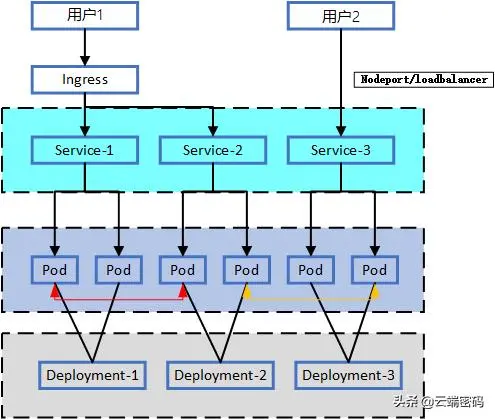 用户1
用户2
Ingress
Nodeport/loadbalancer
Service-1
Service-2
Service-3
Pod
Pod
Pod
Pod
Pod
Pod
Deployment-1
Deployment-2
Deployment-3
头条 @云端密码